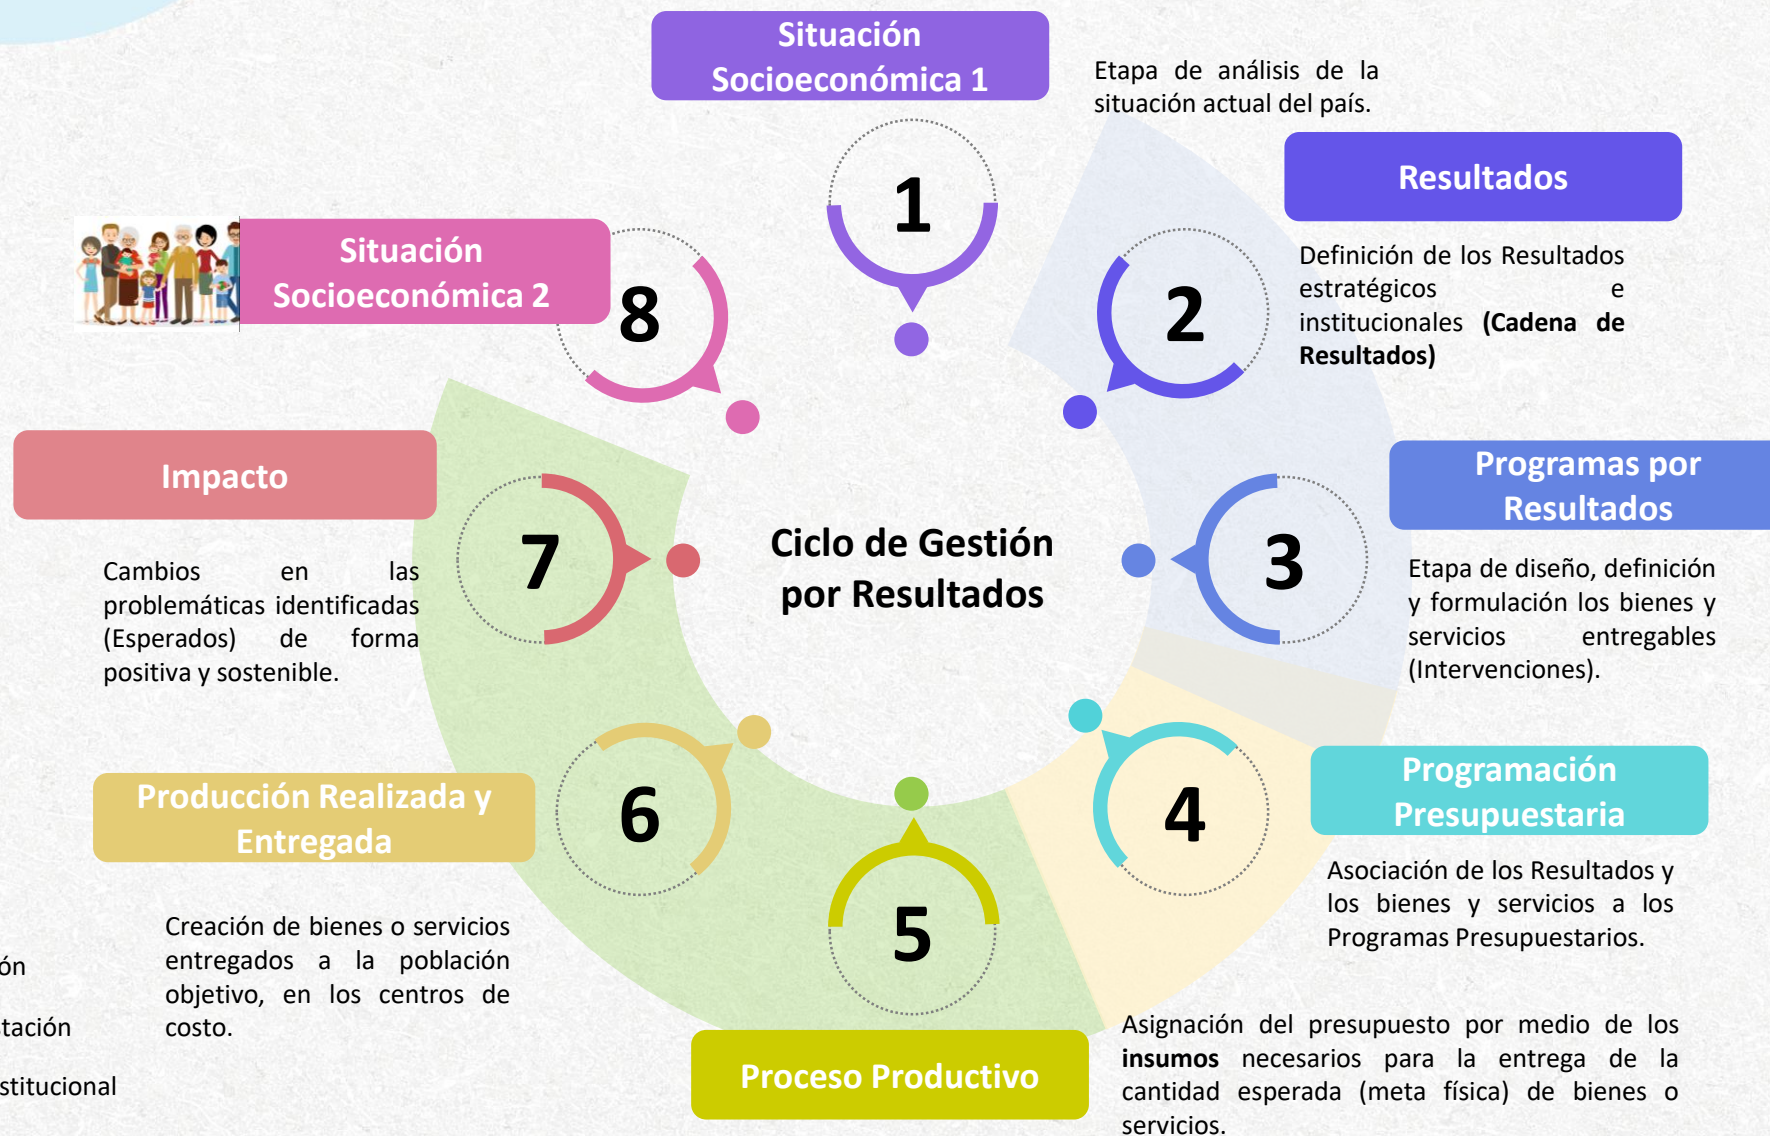 Situación
Socioeconómica 1
Etapa de análisis de la
situación actual del país.
1
Resultados
Definición de los Resultados
estratégicos e
institucionales (Cadena de
Resultados)
2
Programas por
Resultados
Etapa de diseño, definición
y formulación los bienes y
servicios entregables
(Intervenciones).
3
Programación
Presupuestaria
Asociación de los Resultados y
los bienes y servicios a los
Programas Presupuestarios.
4
Proceso Productivo
Asignación del presupuesto por medio de los
insumos necesarios para la entrega de la
cantidad esperada (meta física) de bienes o
servicios.
5
Producción Realizada y
Entregada
Creación de bienes o servicios
entregados a la población
objetivo, en los centros de
costo.
6
Impacto
Cambios en las
problemáticas identificadas
(Esperados) de forma
positiva y sostenible.
7
Situación
Socioeconómica 2
8
Ciclo de Gestión
por Resultados